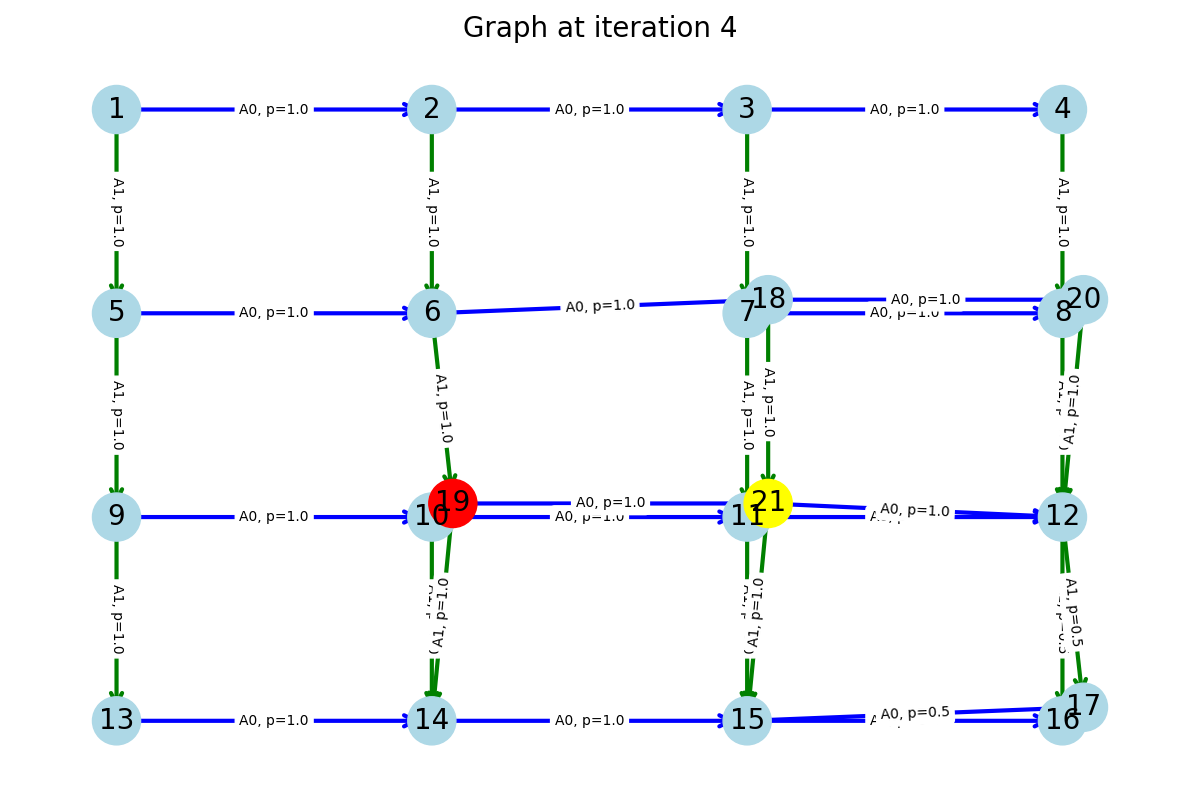 Graph at iteration 4
1
A0, p=1.0
2
A0, p=1.0
3
A0, p=1.0
4
A1, p=1.0
A1, p=1.0
A1, p=1.0
A1, p=1.0
18
20
A0, p=1.0
5
A0, p=1.0
6
A0, p=1.0
7
A0, p=1.0
8
A1, p=1.0
A1, p=1.0
A1, p=1.0
A1, p=1.0
A1, p=1.0
19
A0, p=1.0
21
A0, p=1.0
9
A0, p=1.0
10
A0, p=1.0
11
12
A1, p=1.0
A1, p=1.0
A1, p=1.0
A1, p=0.5
17
A0, p=0.5
13
A0, p=1.0
14
A0, p=1.0
15
16